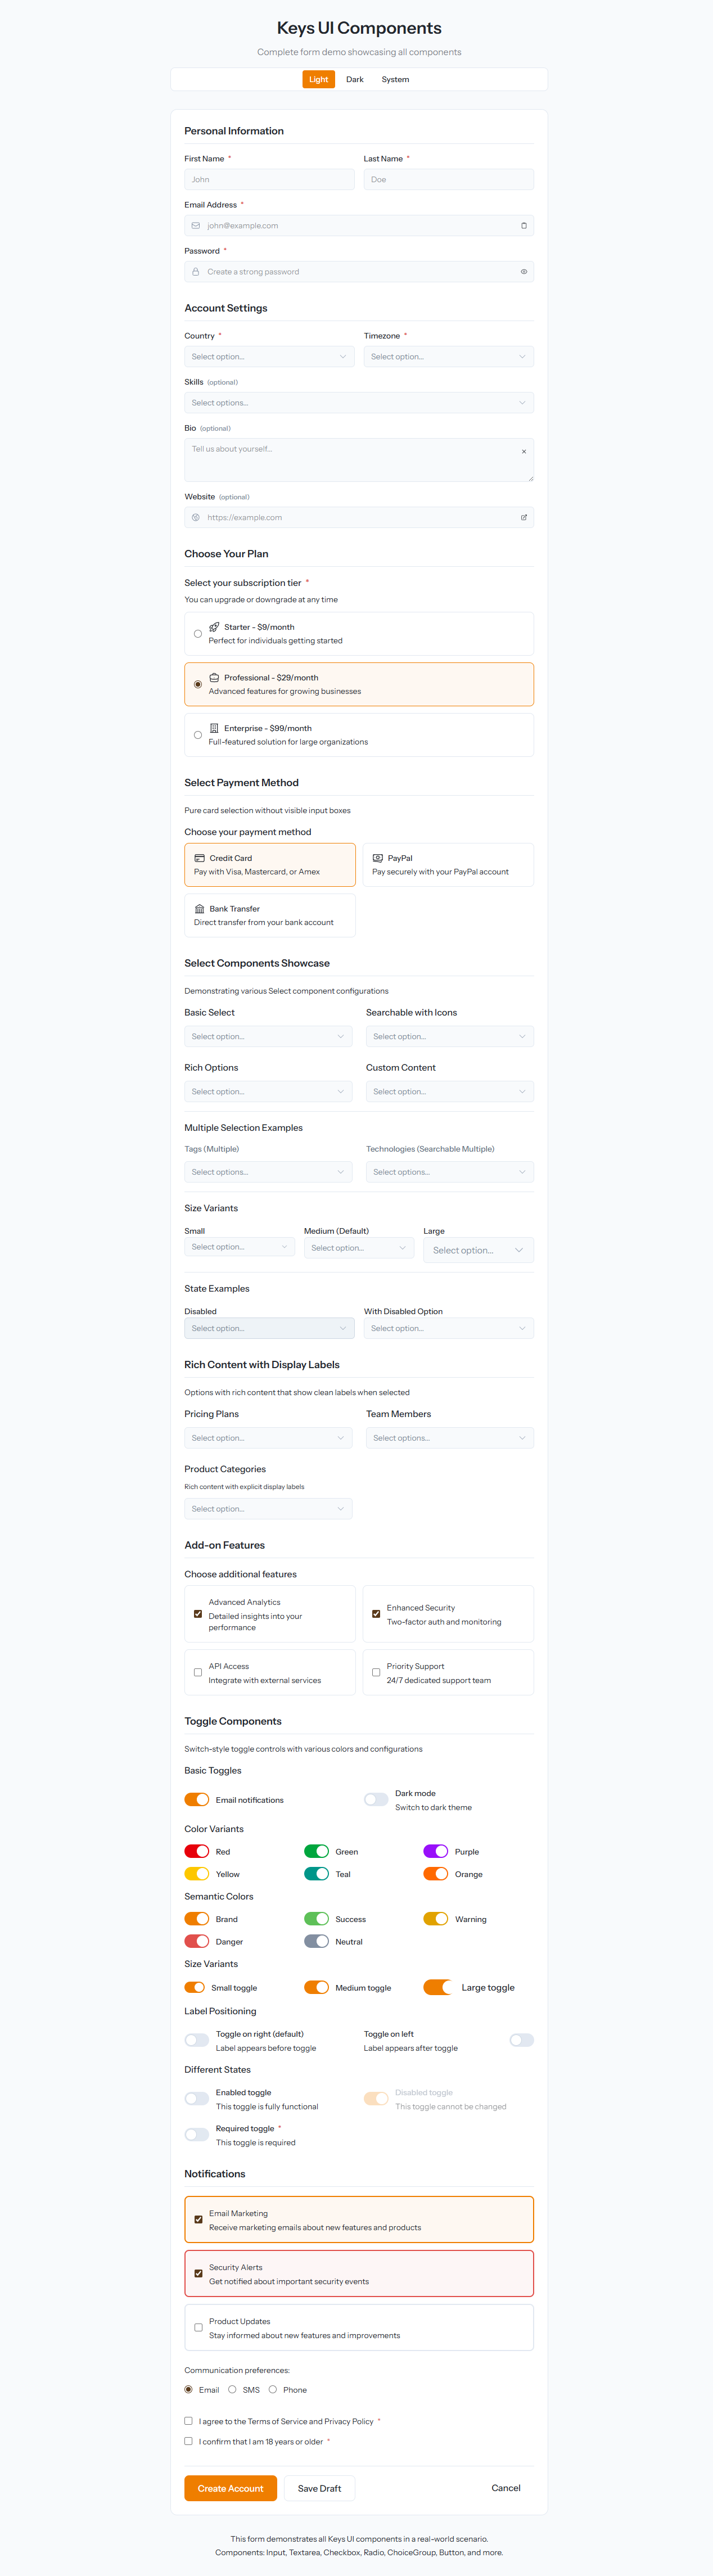 Keys UI Components
Complete form demo showcasing all components
Light Dark System
Personal Information
First Name * Last Name *
John Doe
Email Address *
john@example.com
Password *
Create a strong password
Account Settings
Country * Timezone *
Select option... Select option...
Skills (optional)
Select options...
Bio (optional)
Tell us about yourself...
Website (optional)
https://example.com
Choose Your Plan
Select your subscription tier *
You can upgrade or downgrade at any time
Starter - $9/month
Perfect for individuals getting started
Professional - $29/month
Advanced features for growing businesses
Enterprise - $99/month
Full-featured solution for large organizations
Select Payment Method
Pure card selection without visible input boxes
Choose your payment method
Credit Card PayPal
Pay with Visa, Mastercard, or Amex Pay securely with your PayPal account
Bank Transfer
Direct transfer from your bank account
Select Components Showcase
Demonstrating various Select component configurations
Basic Select Searchable with Icons
Select option... Select option...
Rich Options Custom Content
Select option... Select option...
Multiple Selection Examples
Tags (Multiple) Technologies (Searchable Multiple)
Select options... Select options...
Size Variants
Small Medium (Default) Large
Select option... Select option... Select option...
State Examples
Disabled With Disabled Option
Select option... Select option...
Rich Content with Display Labels
Options with rich content that show clean labels when selected
Pricing Plans Team Members
Select option... Select options...
Product Categories
Rich content with explicit display labels
Select option...
Add-on Features
Choose additional features
Advanced Analytics
Detailed insights into your
performance
Enhanced Security
Two-factor auth and monitoring
API Access Priority Support
Integrate with external services 24/7 dedicated support team
Toggle Components
Switch-style toggle controls with various colors and configurations
Basic Toggles
Email notifications
Dark mode
Switch to dark theme
Color Variants
Red Green Purple
Yellow Teal Orange
Semantic Colors
Brand Success Warning
Danger Neutral
Size Variants
Small toggle Medium toggle Large toggle
Label Positioning
Toggle on right (default) Toggle on left
Label appears before toggle Label appears after toggle
Different States
Enabled toggle Disabled toggle
This toggle is fully functional This toggle cannot be changed
Required toggle *
This toggle is required
Notifications
Email Marketing
Receive marketing emails about new features and products
Security Alerts
Get notified about important security events
Product Updates
Stay informed about new features and improvements
Communication preferences:
Email SMS Phone
I agree to the Terms of Service and Privacy Policy *
I confirm that I am 18 years or older *
Create Account Save Draft Cancel
This form demonstrates all Keys UI components in a real-world scenario.
Components: Input, Textarea, Checkbox, Radio, ChoiceGroup, Button, and more.